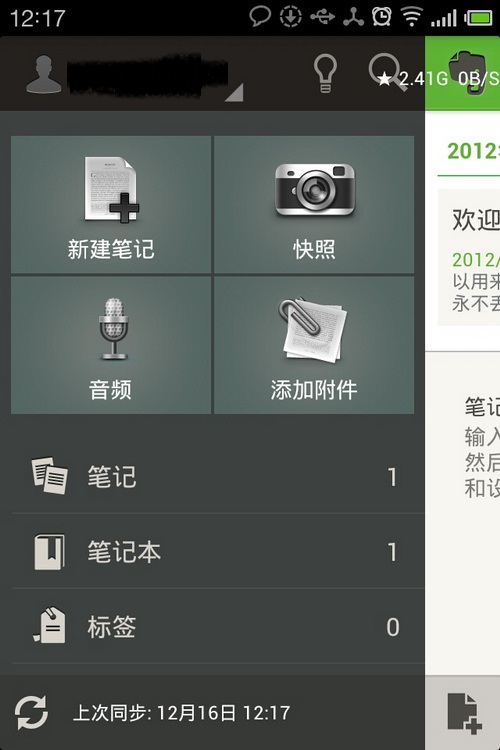 12:17
★ 2.41G 0B/S
2012
新建笔记
快照
欢迎
2012/
以用来
永不丢
音频
添加附件
笔记
输入
然后
和设
笔记 1
笔记本 1
标签 0
上次同步: 12月16日 12:17